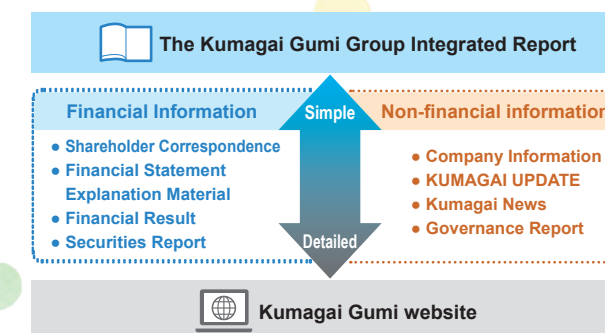 The Kumagai Gumi Group Integrated Report
Financial Information
● Shareholder Correspondence
● Financial Statement
Explanation Material
● Financial Result
● Securities Report
Simple
Detailed
Non-financial information
● Company Information
● KUMAGAI UPDATE
● Kumagai News
● Governance Report
Kumagai Gumi website